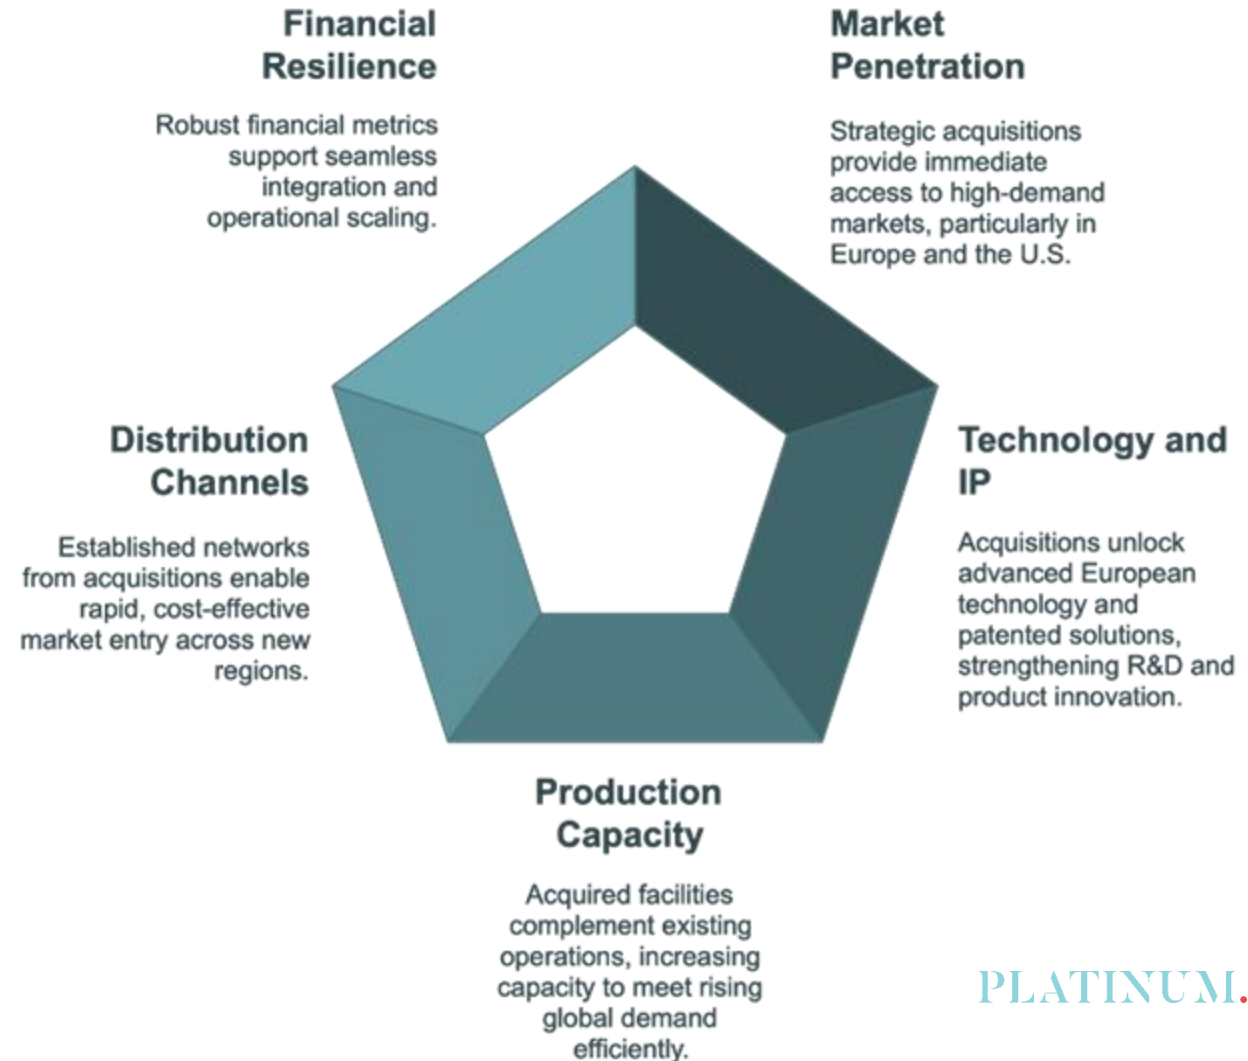 Financial
Resilience
Robust financial metrics
support seamless
integration and
operational scaling.
Market
Penetration
Strategic acquisitions
provide immediate
access to high-demand
markets, particularly in
Europe and the U.S.
Distribution
Channels
Established networks
from acquisitions enable
rapid, cost-effective
market entry across new
regions.
Technology and
IP
Acquisitions unlock
advanced European
technology and
patented solutions,
strengthening R&D and
product innovation.
Production
Capacity
Acquired facilities
complement existing
operations, increasing
capacity to meet rising
global demand
efficiently.
PLATINUM.